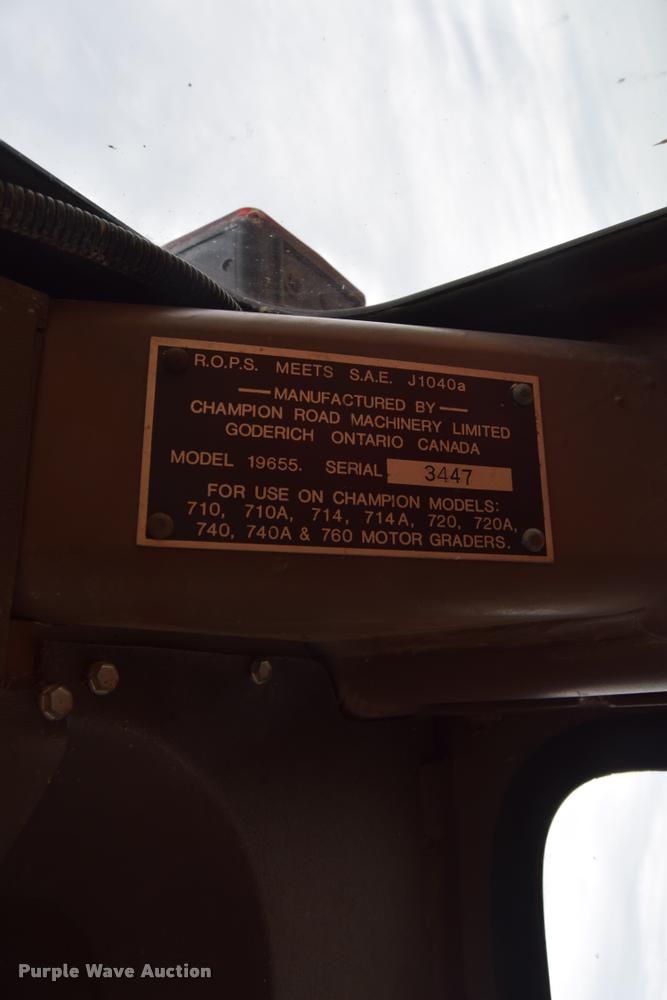 R.O.P.S. MEETS S.A.E. J1040a
MANUFACTURED BY
CHAMPION ROAD MACHINERY LIMITED
GODERICH ONTARIO CANADA
MODEL 19655. SERIAL 3447
FOR USE ON CHAMPION MODELS:
710, 710A, 714, 714A, 720, 720A,
740, 740A & 760 MOTOR GRADERS.
Purple Wave Auction